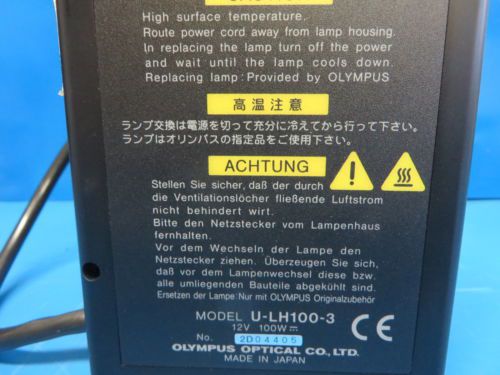 High surface temperature.
Route power cord away from lamp housing.
In replacing the lamp turn off the power
and wait until the lamp cools down.
Replacing lamp:Provided by OLYMPUS
高温注意
ランプ交換は電源を切って充分に冷えてから行って下さい。
ランプはオリンパスの指定品をご使用下さい。
ACHTUNG
Stellen Sie sicher, daß der durch
die Ventilationslöcher fließende Luftstrom
nicht behindert wirt.
Bitte den Netzstecker vom Lampenhaus
fernhalten.
Vor dem Wechseln der Lampe den
Netzstecker ziehen. Überzeugen Sie sich,
daß vor dem Lampenwechsel diese bzw.
alle umliegenden Bauteile abgekühlt sind.
Ersetzen der Lampe:Nur mit OLYMPUS Originalzubehör
MODEL U-LH100-3
12V 100W
No. 2D04405
CE
OLYMPUS OPTICAL CO., LTD.
MADE IN JAPAN